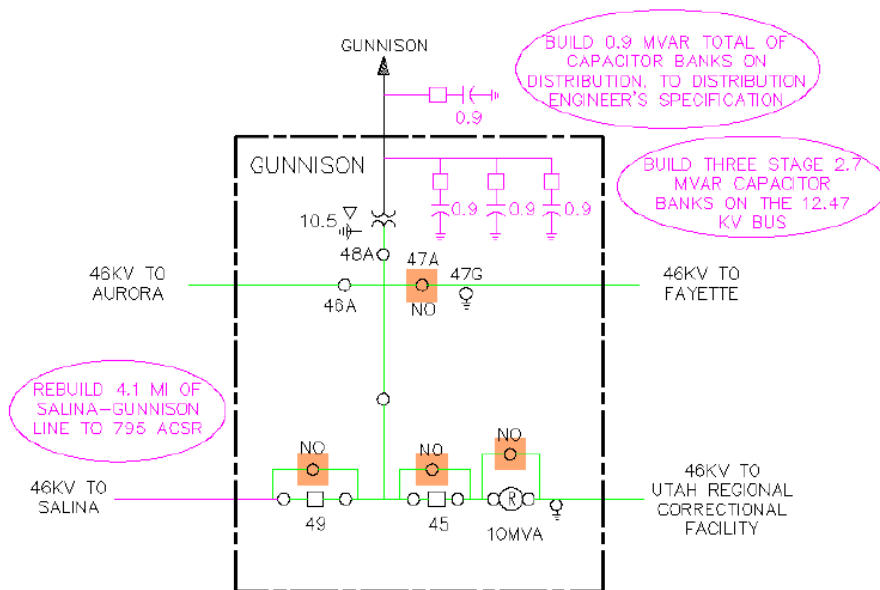 GUNNISON
BUILD 0.9 MVAR TOTAL OF
CAPACITOR BANKS ON
DISTRIBUTION, TO DISTRIBUTION
ENGINEER'S SPECIFICATION
0.9
GUNNISON
BUILD THREE STAGE 2.7
MVAR CAPACITOR
BANKS ON THE 12.47
KV BUS
0.9
0.9
0.9
10.5
48A
47A
47G
46KV TO
AURORA
46A
NO
46KV TO
FAYETTE
REBUILD 4.1 MI OF
SALINA-GUNNISON
LINE TO 795 ACSR
NO
NO
NO
46KV TO
SALINA
49
45
R
10MVA
46KV TO
UTAH REGIONAL
CORRECTIONAL
FACILITY